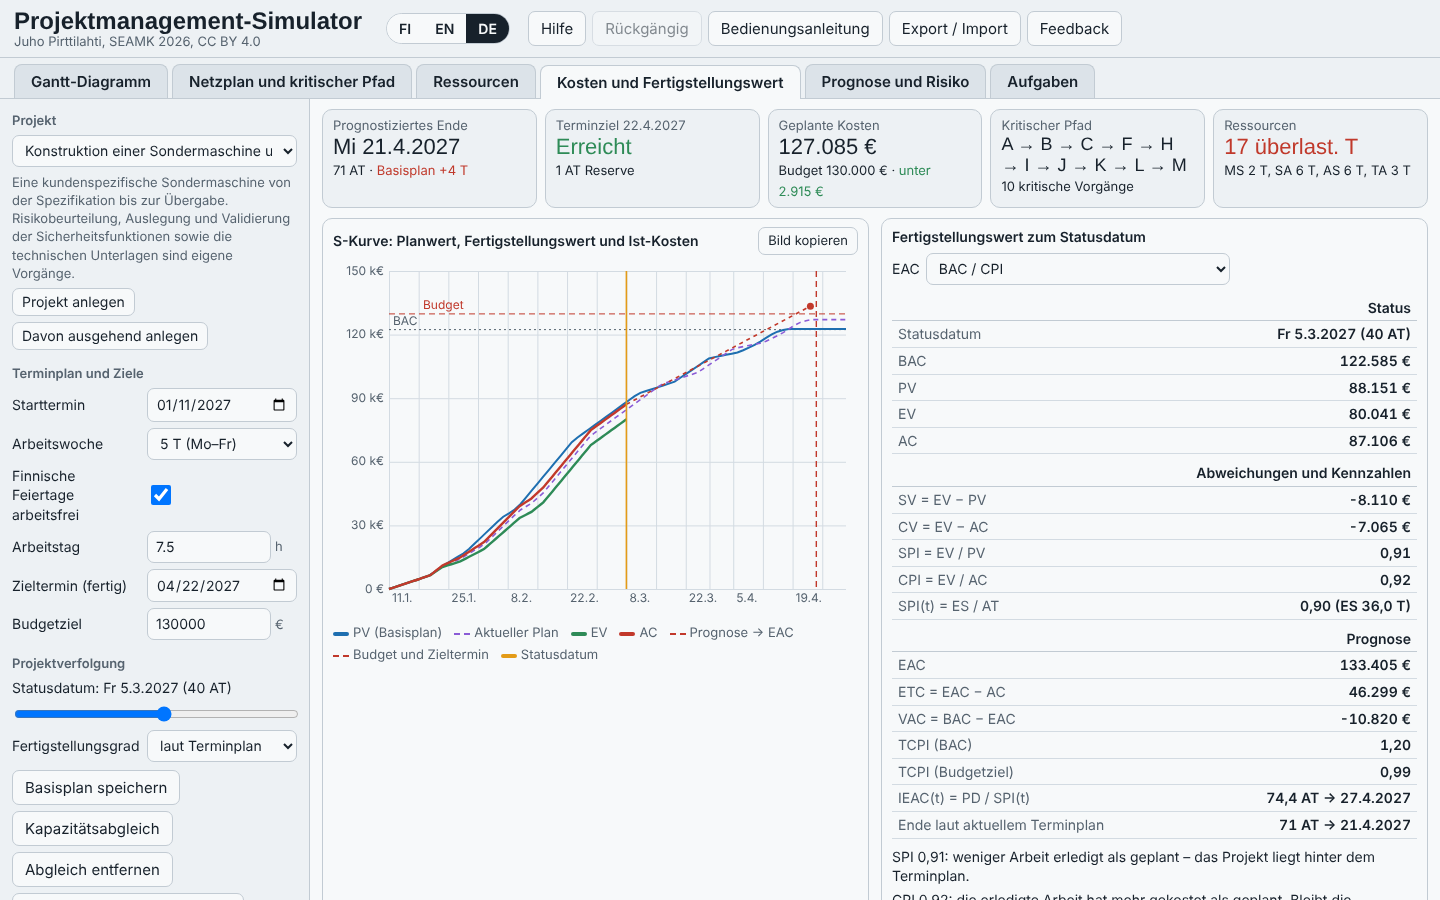 Projektmanagement-Simulator
Juho Pirttilahti, SEAMK 2026, CC BY 4.0
FI EN DE
Hilfe
Rückgängig
Bedienungsanleitung
Export / Import
Feedback
Gantt-Diagramm
Netzplan und kritischer Pfad
Ressourcen
Kosten und Fertigstellungswert
Prognose und Risiko
Aufgaben
Projekt
Konstruktion einer Sondermaschine u
Eine kundenspezifische Sondermaschine von
der Spezifikation bis zur Übergabe.
Risikobeurteilung, Auslegung und Validierung
der Sicherheitsfunktionen sowie die
technischen Unterlagen sind eigene
Vorgänge.
Projekt anlegen
Davon ausgehend anlegen
Terminplan und Ziele
Starttermin 01/11/2027
Arbeitswoche 5 T (Mo–Fr)
Finnische
Feiertage
arbeitsfrei
Arbeitstag 7.5 h
Zieltermin (fertig) 04/22/2027
Budgetziel 130000 €
Projektverfolgung
Statusdatum: Fr 5.3.2027 (40 AT)
Fertigstellungsgrad laut Terminplan
Basisplan speichern
Kapazitätsabgleich
Abgleich entfernen
Prognostiziertes Ende
Mi 21.4.2027
71 AT · Basisplan +4 T
Terminziel 22.4.2027
Erreicht
1 AT Reserve
Geplante Kosten
127.085 €
Budget 130.000 € · unter
2.915 €
Kritischer Pfad
A → B → C → F → H
→ I → J → K → L → M
10 kritische Vorgänge
Ressourcen
17 überlast. T
MS 2 T, SA 6 T, AS 6 T, TA 3 T
S-Kurve: Planwert, Fertigstellungswert und Ist-Kosten
Bild kopieren
150 k€
Budget
BAC
120 k€
90 k€
60 k€
30 k€
0 €
11.1. 25.1. 8.2. 22.2. 8.3. 22.3. 5.4. 19.4.
PV (Basisplan) Aktueller Plan EV AC Prognose → EAC
Budget und Zieltermin Statusdatum
Fertigstellungswert zum Statusdatum
EAC BAC / CPI
Status
Statusdatum Fr 5.3.2027 (40 AT)
BAC 122.585 €
PV 88.151 €
EV 80.041 €
AC 87.106 €
Abweichungen und Kennzahlen
SV = EV − PV -8.110 €
CV = EV − AC -7.065 €
SPI = EV / PV 0,91
CPI = EV / AC 0,92
SPI(t) = ES / AT 0,90 (ES 36,0 T)
Prognose
EAC 133.405 €
ETC = EAC − AC 46.299 €
VAC = BAC − EAC -10.820 €
TCPI (BAC) 1,20
TCPI (Budgetziel) 0,99
IEAC(t) = PD / SPI(t) 74,4 AT → 27.4.2027
Ende laut aktuellem Terminplan 71 AT → 21.4.2027
SPI 0,91: weniger Arbeit erledigt als geplant – das Projekt liegt hinter dem
Terminplan.
CPI 0,92: die erledigte Arbeit hat mehr gekostet als geplant. Bleibt die